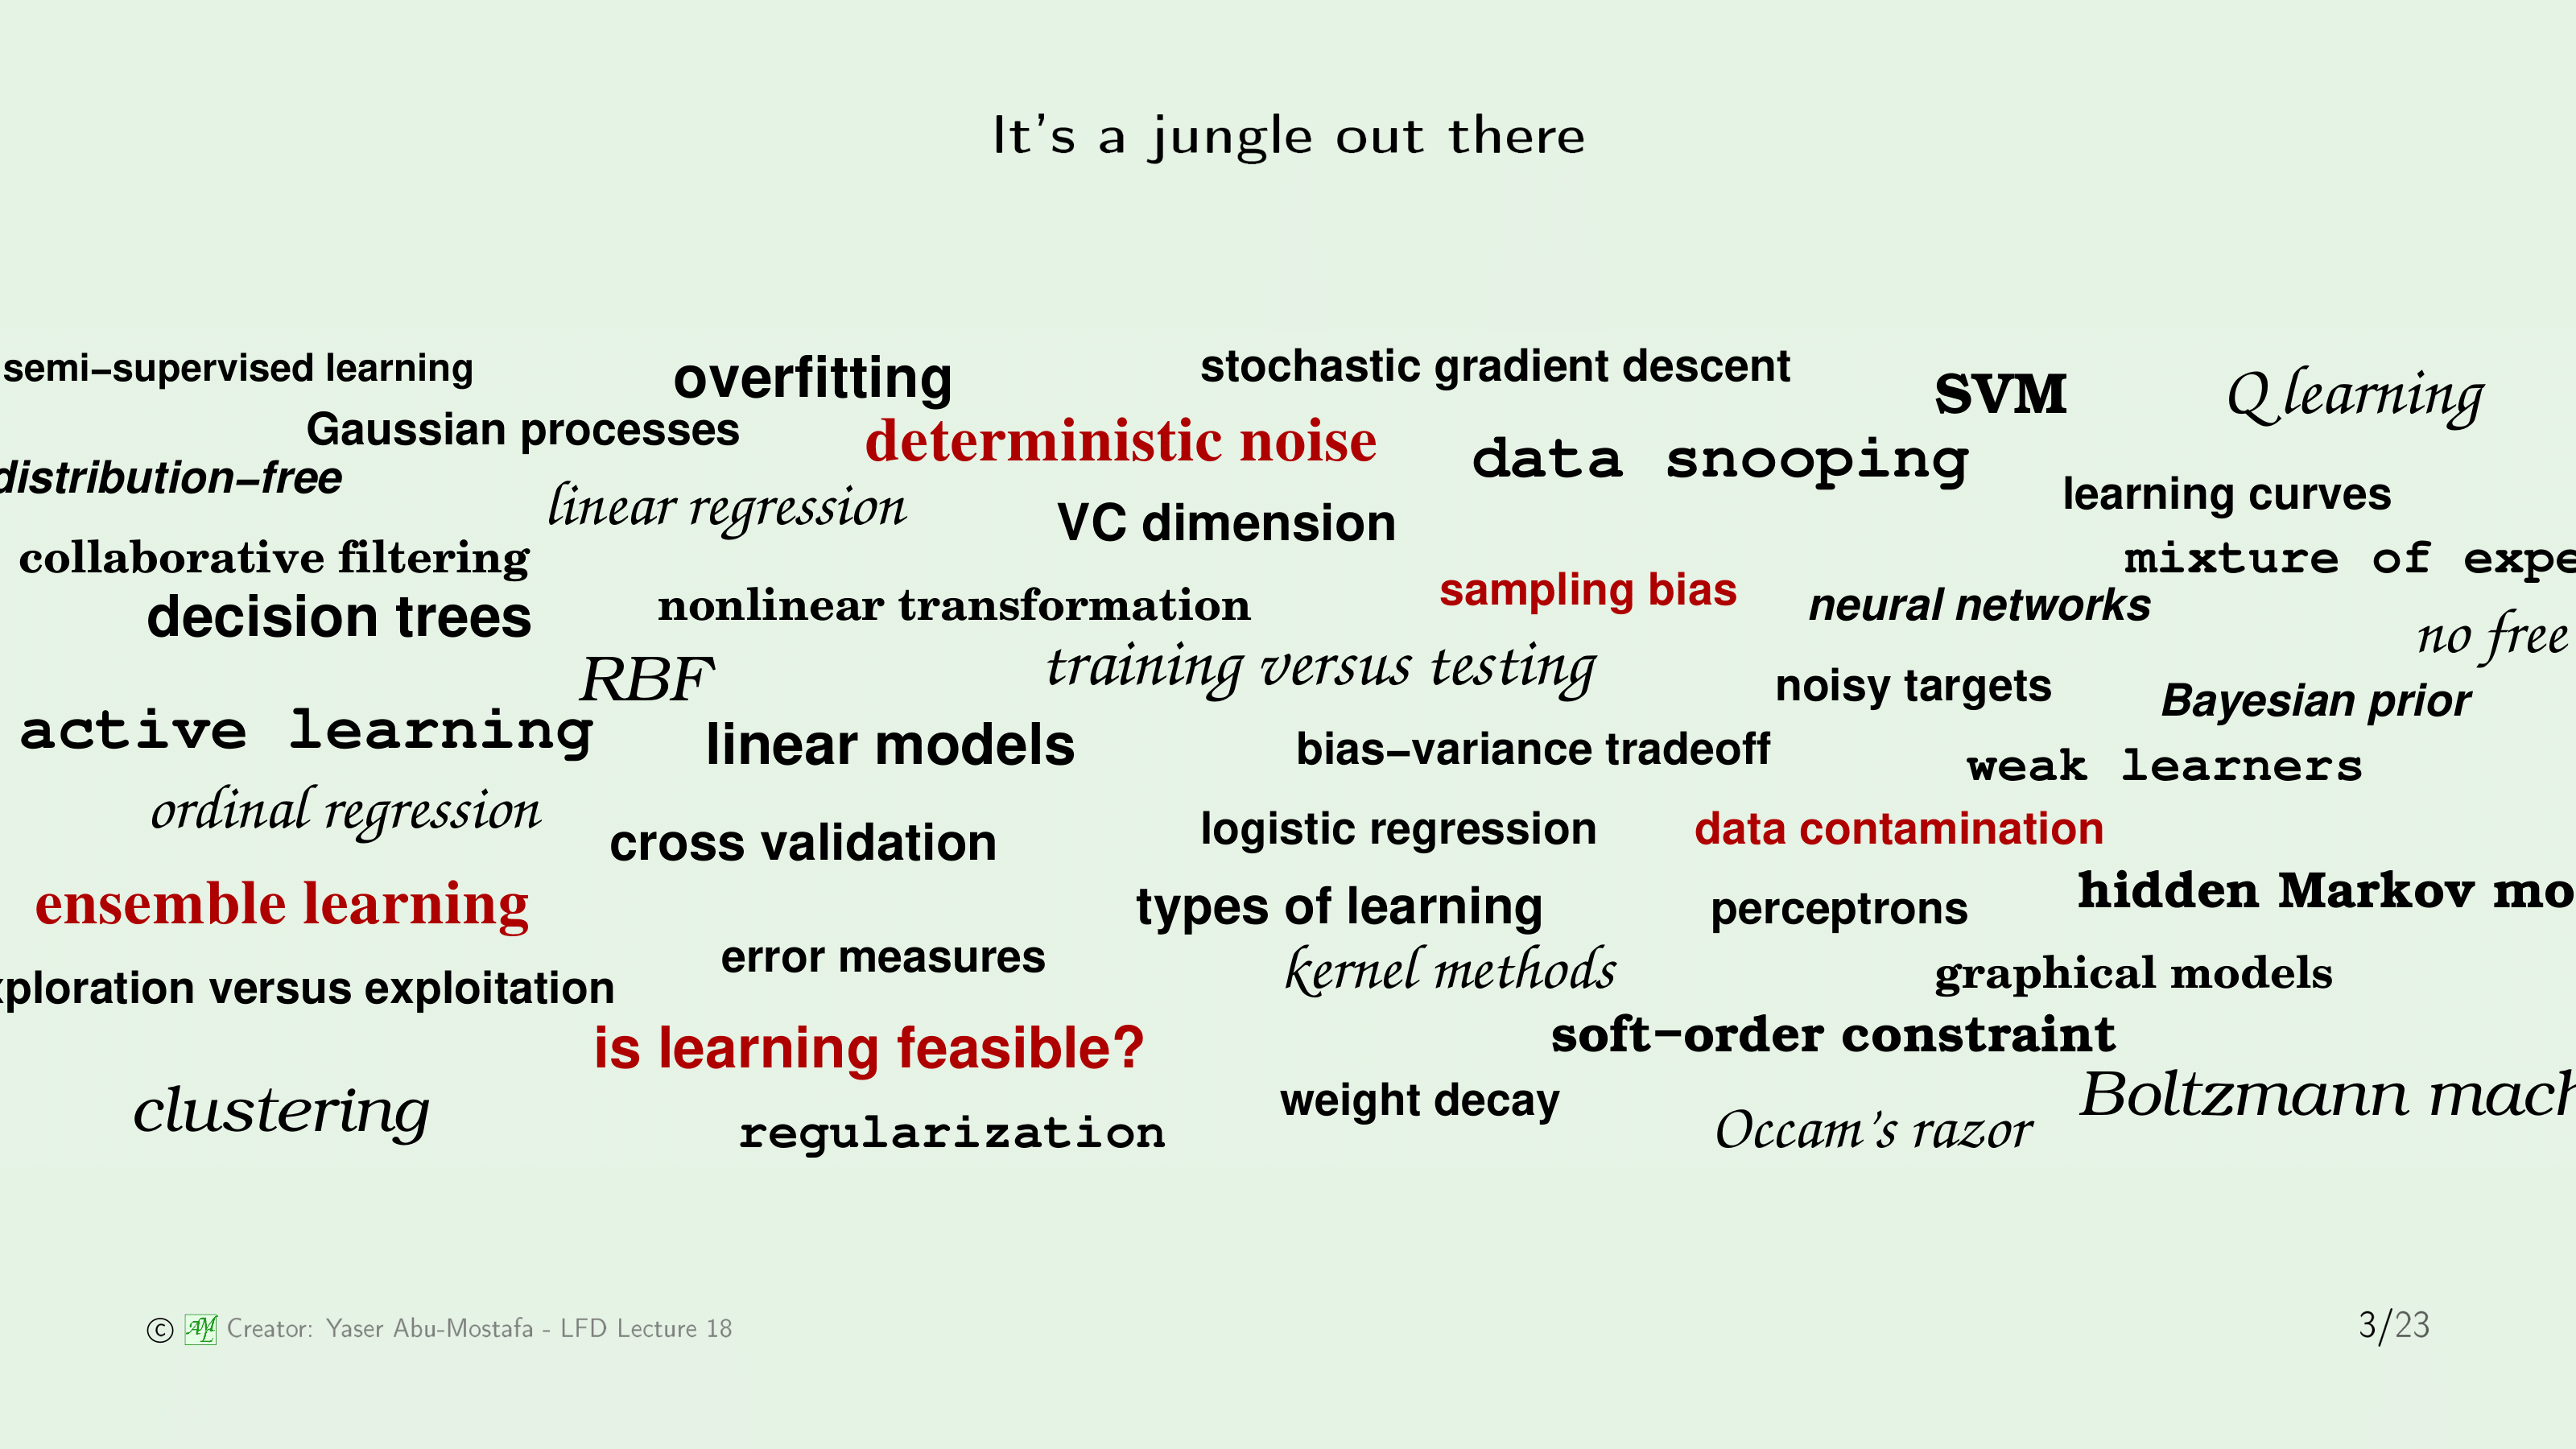 It's a jungle out there
semi–supervised learning
overfitting
stochastic gradient descent
SVM
Q learning
Gaussian processes
deterministic noise
data snooping
distribution–free
linear regression
VC dimension
learning curves
collaborative filtering
mixture of expe
decision trees
nonlinear transformation
sampling bias
neural networks
no free
RBF
training versus testing
noisy targets
Bayesian prior
active learning
linear models
bias–variance tradeoff
weak learners
ordinal regression
cross validation
logistic regression
data contamination
ensemble learning
types of learning
perceptrons
hidden Markov mo
xploration versus exploitation
error measures
kernel methods
graphical models
is learning feasible?
soft–order constraint
clustering
regularization
weight decay
Occam's razor
Boltzmann mach
© AML Creator: Yaser Abu-Mostafa - LFD Lecture 18
3/23